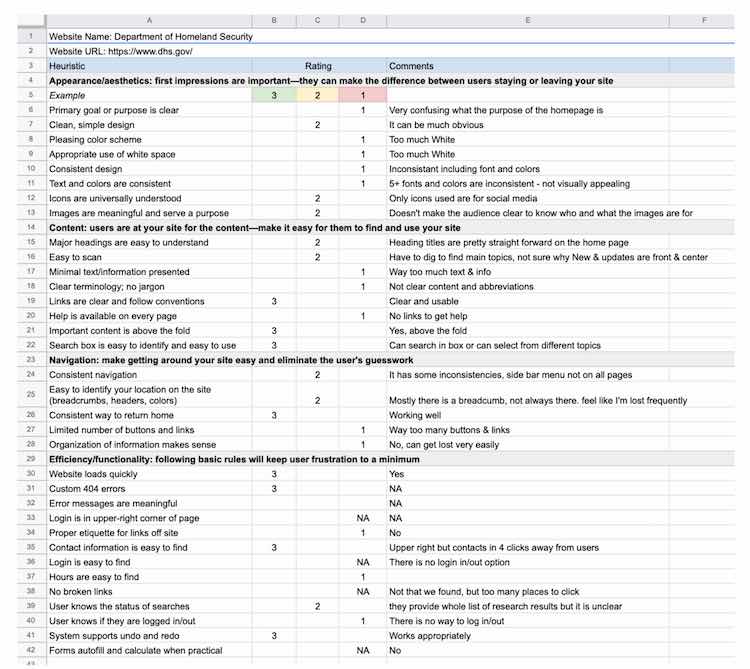 A B C D E F
1 Website Name: Department of Homeland Security
2 Website URL: https://www.dhs.gov/
3 Heuristic Rating Comments
4 Appearance/aesthetics: first impressions are important—they can make the difference between users staying or leaving your site
5 Example 3 2 1
6 Primary goal or purpose is clear 1 Very confusing what the purpose of the homepage is
7 Clean, simple design 2 It can be much obvious
8 Pleasing color scheme 1 Too much White
9 Appropriate use of white space 1 Too much White
10 Consistent design 1 Inconsistant including font and colors
11 Text and colors are consistent 1 5+ fonts and colors are inconsistent - not visually appealing
12 Icons are universally understood 2 Only icons used are for social media
13 Images are meaningful and serve a purpose 2 Doesn't make the audience clear to know who and what the images are for
14 Content: users are at your site for the content—make it easy for them to find and use your site
15 Major headings are easy to understand 2 Heading titles are pretty straight forward on the home page
16 Easy to scan 2 Have to dig to find main topics, not sure why New & updates are front & center
17 Minimal text/information presented 1 Way too much text & info
18 Clear terminology; no jargon 1 Not clear content and abbreviations
19 Links are clear and follow conventions 3 Clear and usable
20 Help is available on every page 1 No links to get help
21 Important content is above the fold 3 Yes, above the fold
22 Search box is easy to identify and easy to use 3 Can search in box or can select from different topics
23 Navigation: make getting around your site easy and eliminate the user's guesswork
24 Consistent navigation 2 It has some inconsistencies, side bar menu not on all pages
Easy to identify your location on the site
25 (breadcrumbs, headers, colors) 2 Mostly there is a breadcumb, not always there. feel like I'm lost frequently
26 Consistent way to return home 3 Working well
27 Limited number of buttons and links 1 Way too many buttons & links
28 Organization of information makes sense 1 No, can get lost very easily
29 Efficiency/functionality: following basic rules will keep user frustration to a minimum
30 Website loads quickly 3 Yes
31 Custom 404 errors 3 NA
32 Error messages are meaningful NA
33 Login is in upper-right corner of page NA NA
34 Proper etiquette for links off site 1 No
35 Contact information is easy to find 3 Upper right but contacts in 4 clicks away from users
36 Login is easy to find NA There is no login in/out option
37 Hours are easy to find 1
38 No broken links NA Not that we found, but too many places to click
39 User knows the status of searches 2 they provide whole list of research results but it is unclear
40 User knows if they are logged in/out 1 There is no way to log in/out
41 System supports undo and redo 3 Works appropriately
42 Forms autofill and calculate when practical NA No